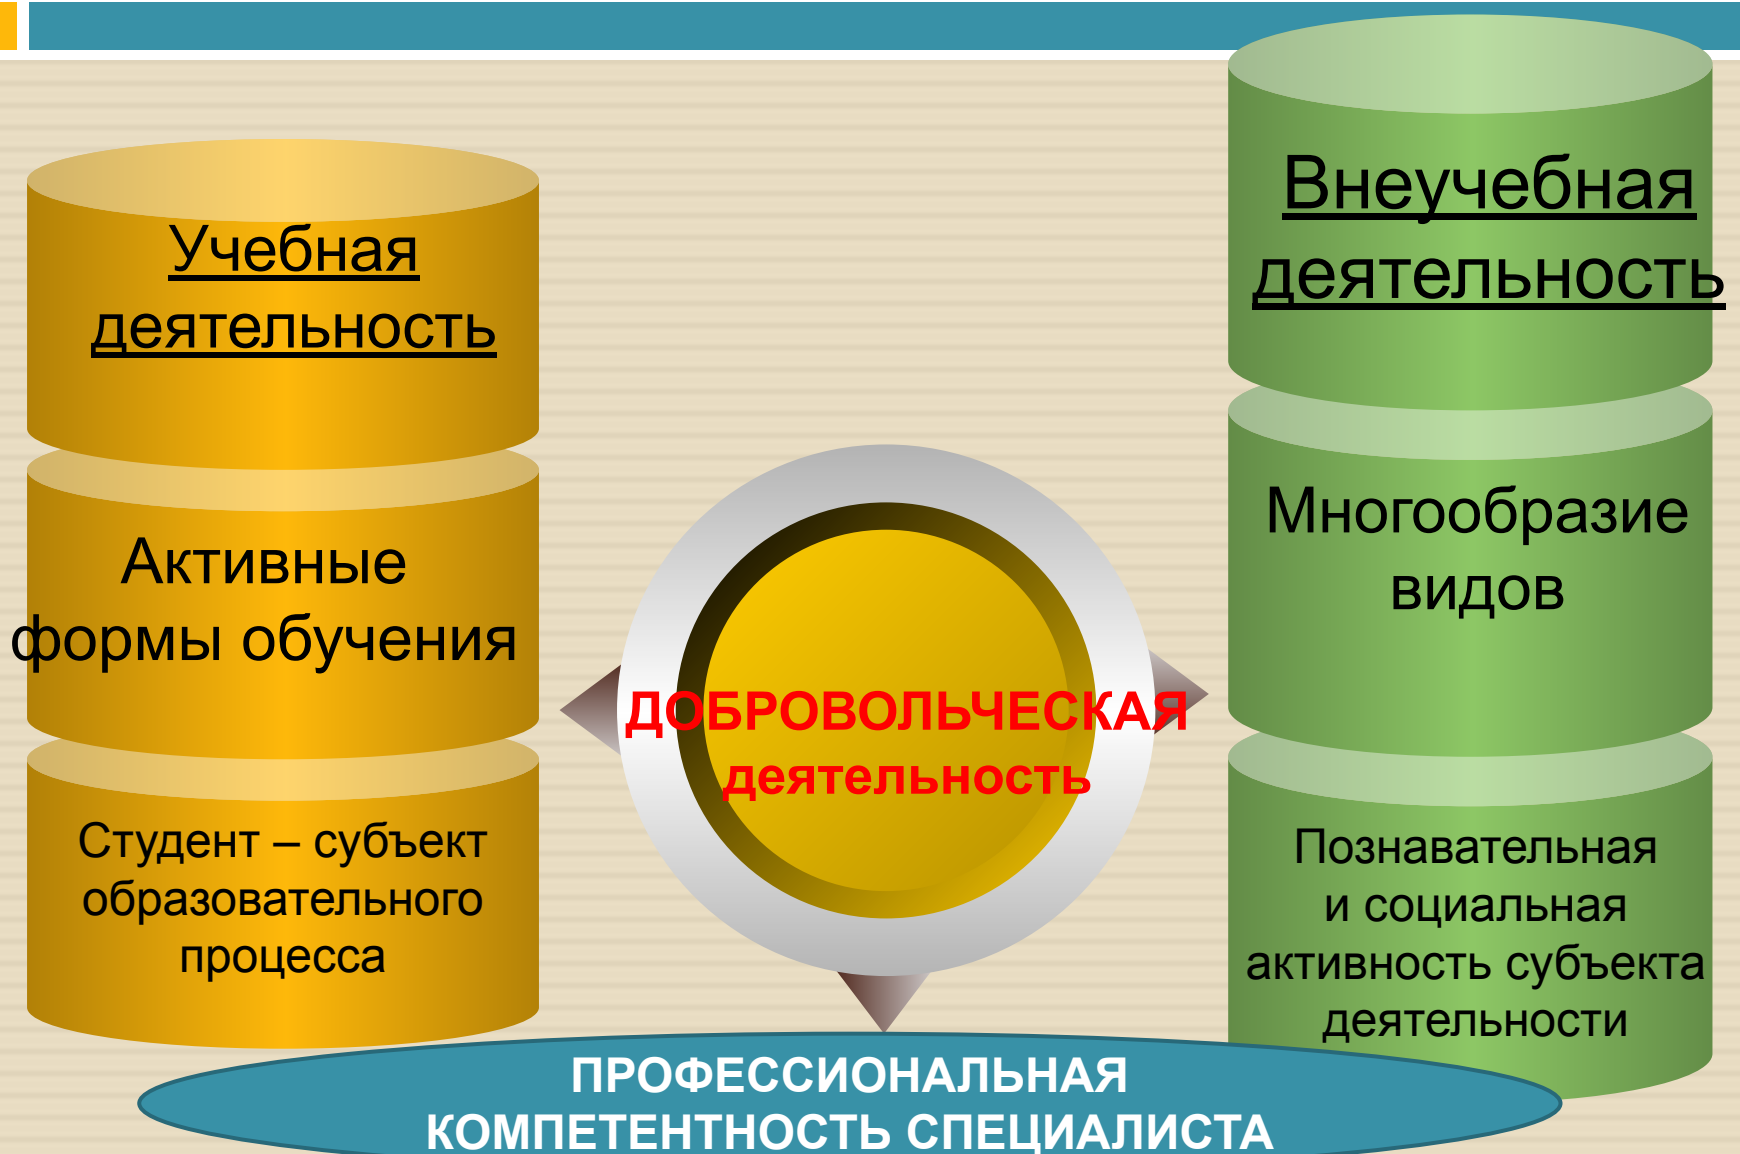 Учебная
деятельность
Активные
формы обучения
Студент – субъект
образовательного
процесса
ДОБРОВОЛЬЧЕСКАЯ
деятельность
Внеучебная
деятельность
Многообразие
видов
Познавательная
и социальная
активность субъекта
деятельности
ПРОФЕССИОНАЛЬНАЯ
КОМПЕТЕНТНОСТЬ СПЕЦИАЛИСТА